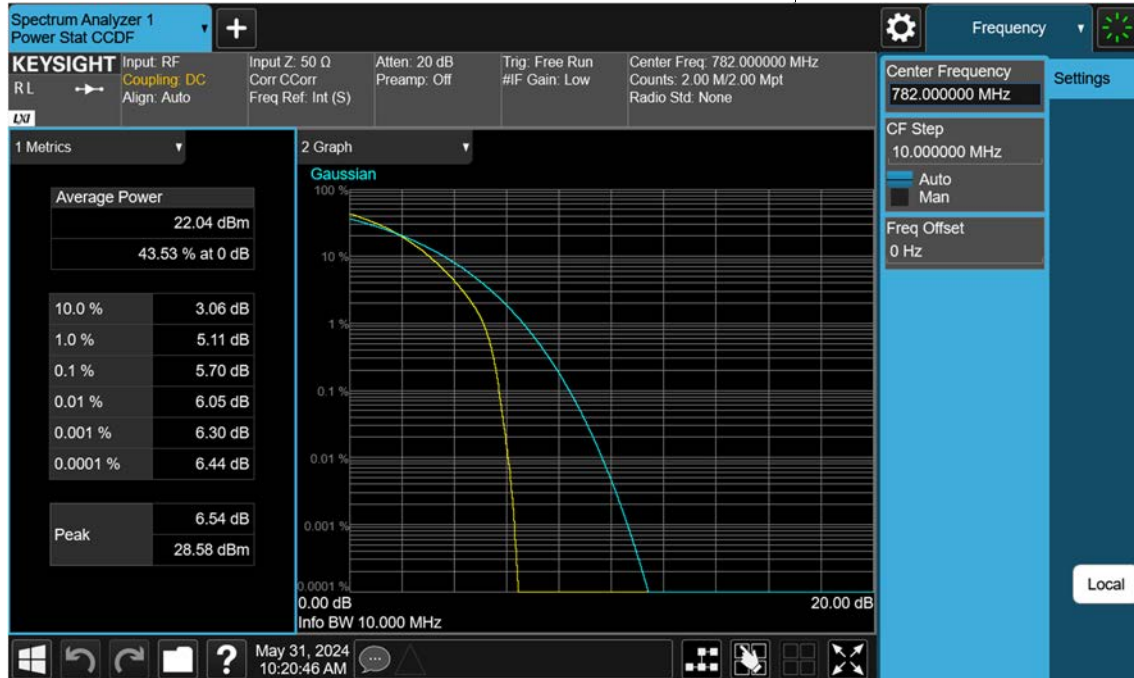 Spectrum Analyzer 1
Power Stat CCDF
+
Frequency
KEYSIGHT
Input: RF
Coupling: DC
Align: Auto
Input Z: 50 Ω
Corr CCorr
Freq Ref: Int (S)
Atten: 20 dB
Preamp: Off
Trig: Free Run
#IF Gain: Low
Center Freq: 782.000000 MHz
Counts: 2.00 M/2.00 Mpt
Radio Std: None
R L
LXI
Center Frequency
782.000000 MHz
Settings
CF Step
10.000000 MHz
Auto
Man
Freq Offset
0 Hz
1 Metrics
Average Power
22.04 dBm
43.53 % at 0 dB
10.0 % 3.06 dB
1.0 % 5.11 dB
0.1 % 5.70 dB
0.01 % 6.05 dB
0.001 % 6.30 dB
0.0001 % 6.44 dB
Peak
6.54 dB
28.58 dBm
2 Graph
Gaussian
100 %
10 %
1 %
0.1 %
0.01 %
0.001 %
0.0001 %
0.00 dB 20.00 dB
Info BW 10.000 MHz
Local
?
May 31, 2024
10:20:46 AM